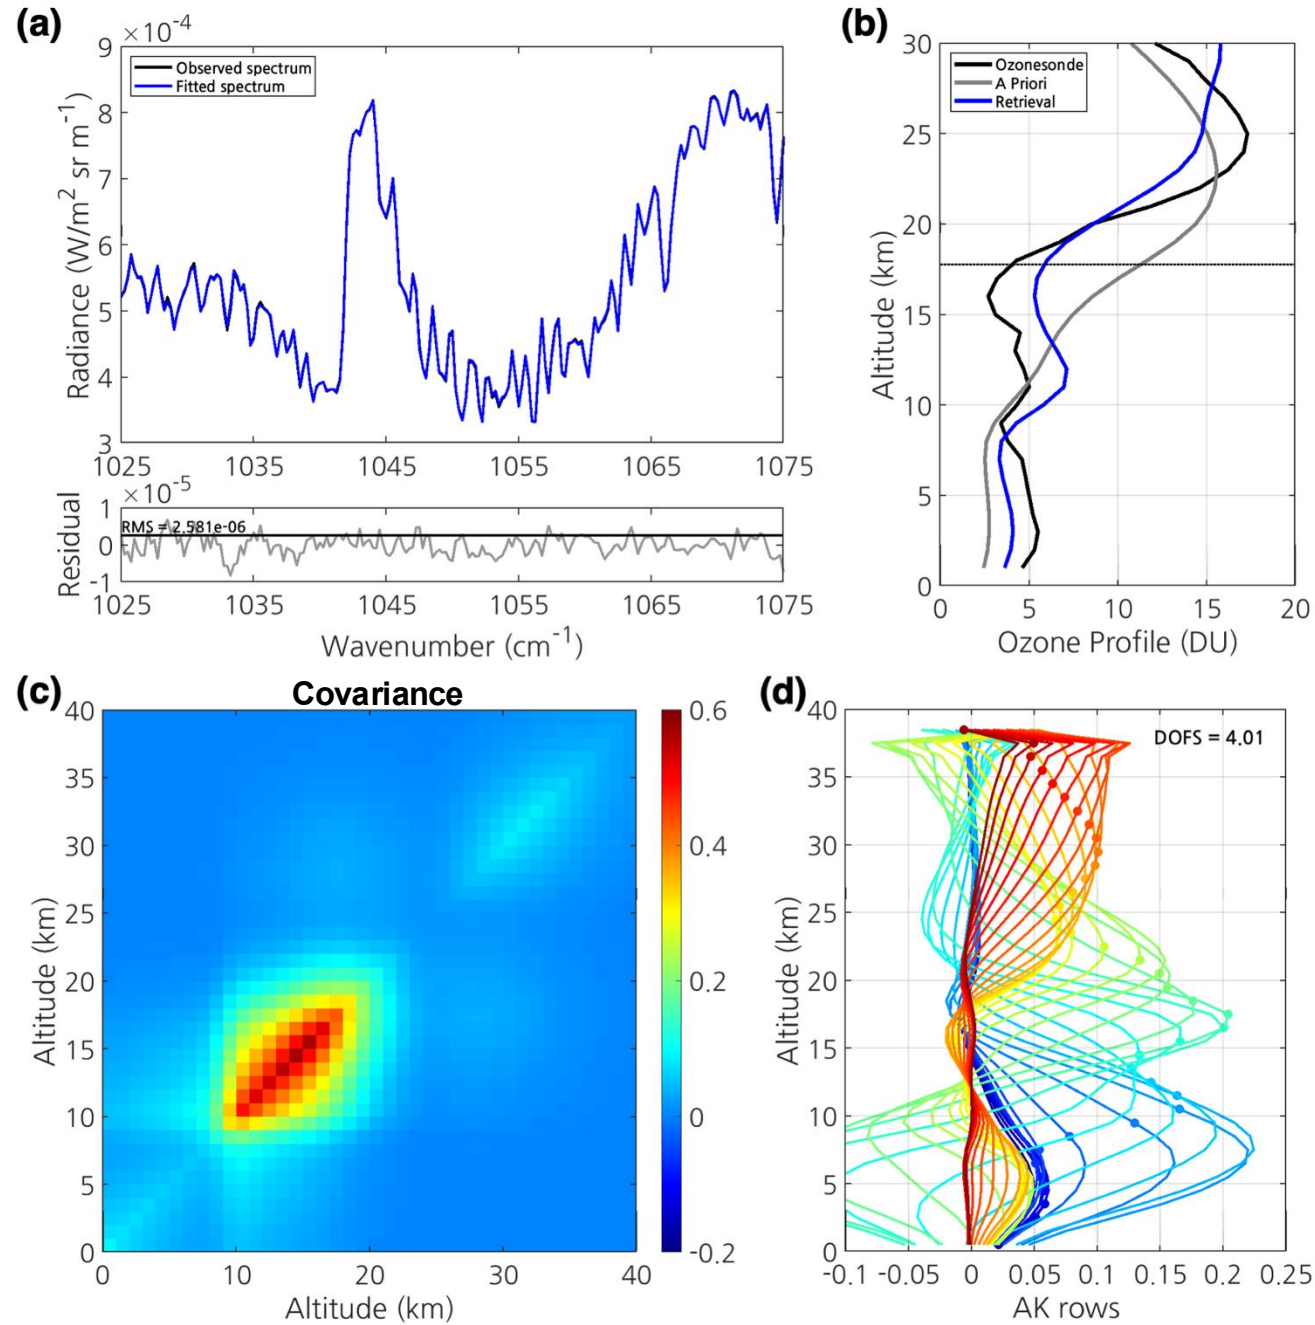 (a)
×10⁻⁴
Observed spectrum
Fitted spectrum
9
8
7
6
5
4
3
Radiance (W/m² sr m⁻¹)
1025 1035 1045 1055 1065 1075
×10⁻⁵
RMS = 2.581e-06
1
0
-1
Residual
1025 1035 1045 1055 1065 1075
Wavenumber (cm⁻¹)
(b)
Ozonesonde
A Priori
Retrieval
30
25
20
15
10
5
0
Altitude (km)
0 5 10 15 20
Ozone Profile (DU)
(c)
Covariance
40
35
30
25
20
15
10
5
0
Altitude (km)
0 10 20 30 40
Altitude (km)
0.6
0.4
0.2
0
-0.2
(d)
DOFS = 4.01
40
35
30
25
20
15
10
5
0
Altitude (km)
-0.1 -0.05 0 0.05 0.1 0.15 0.2 0.25
AK rows